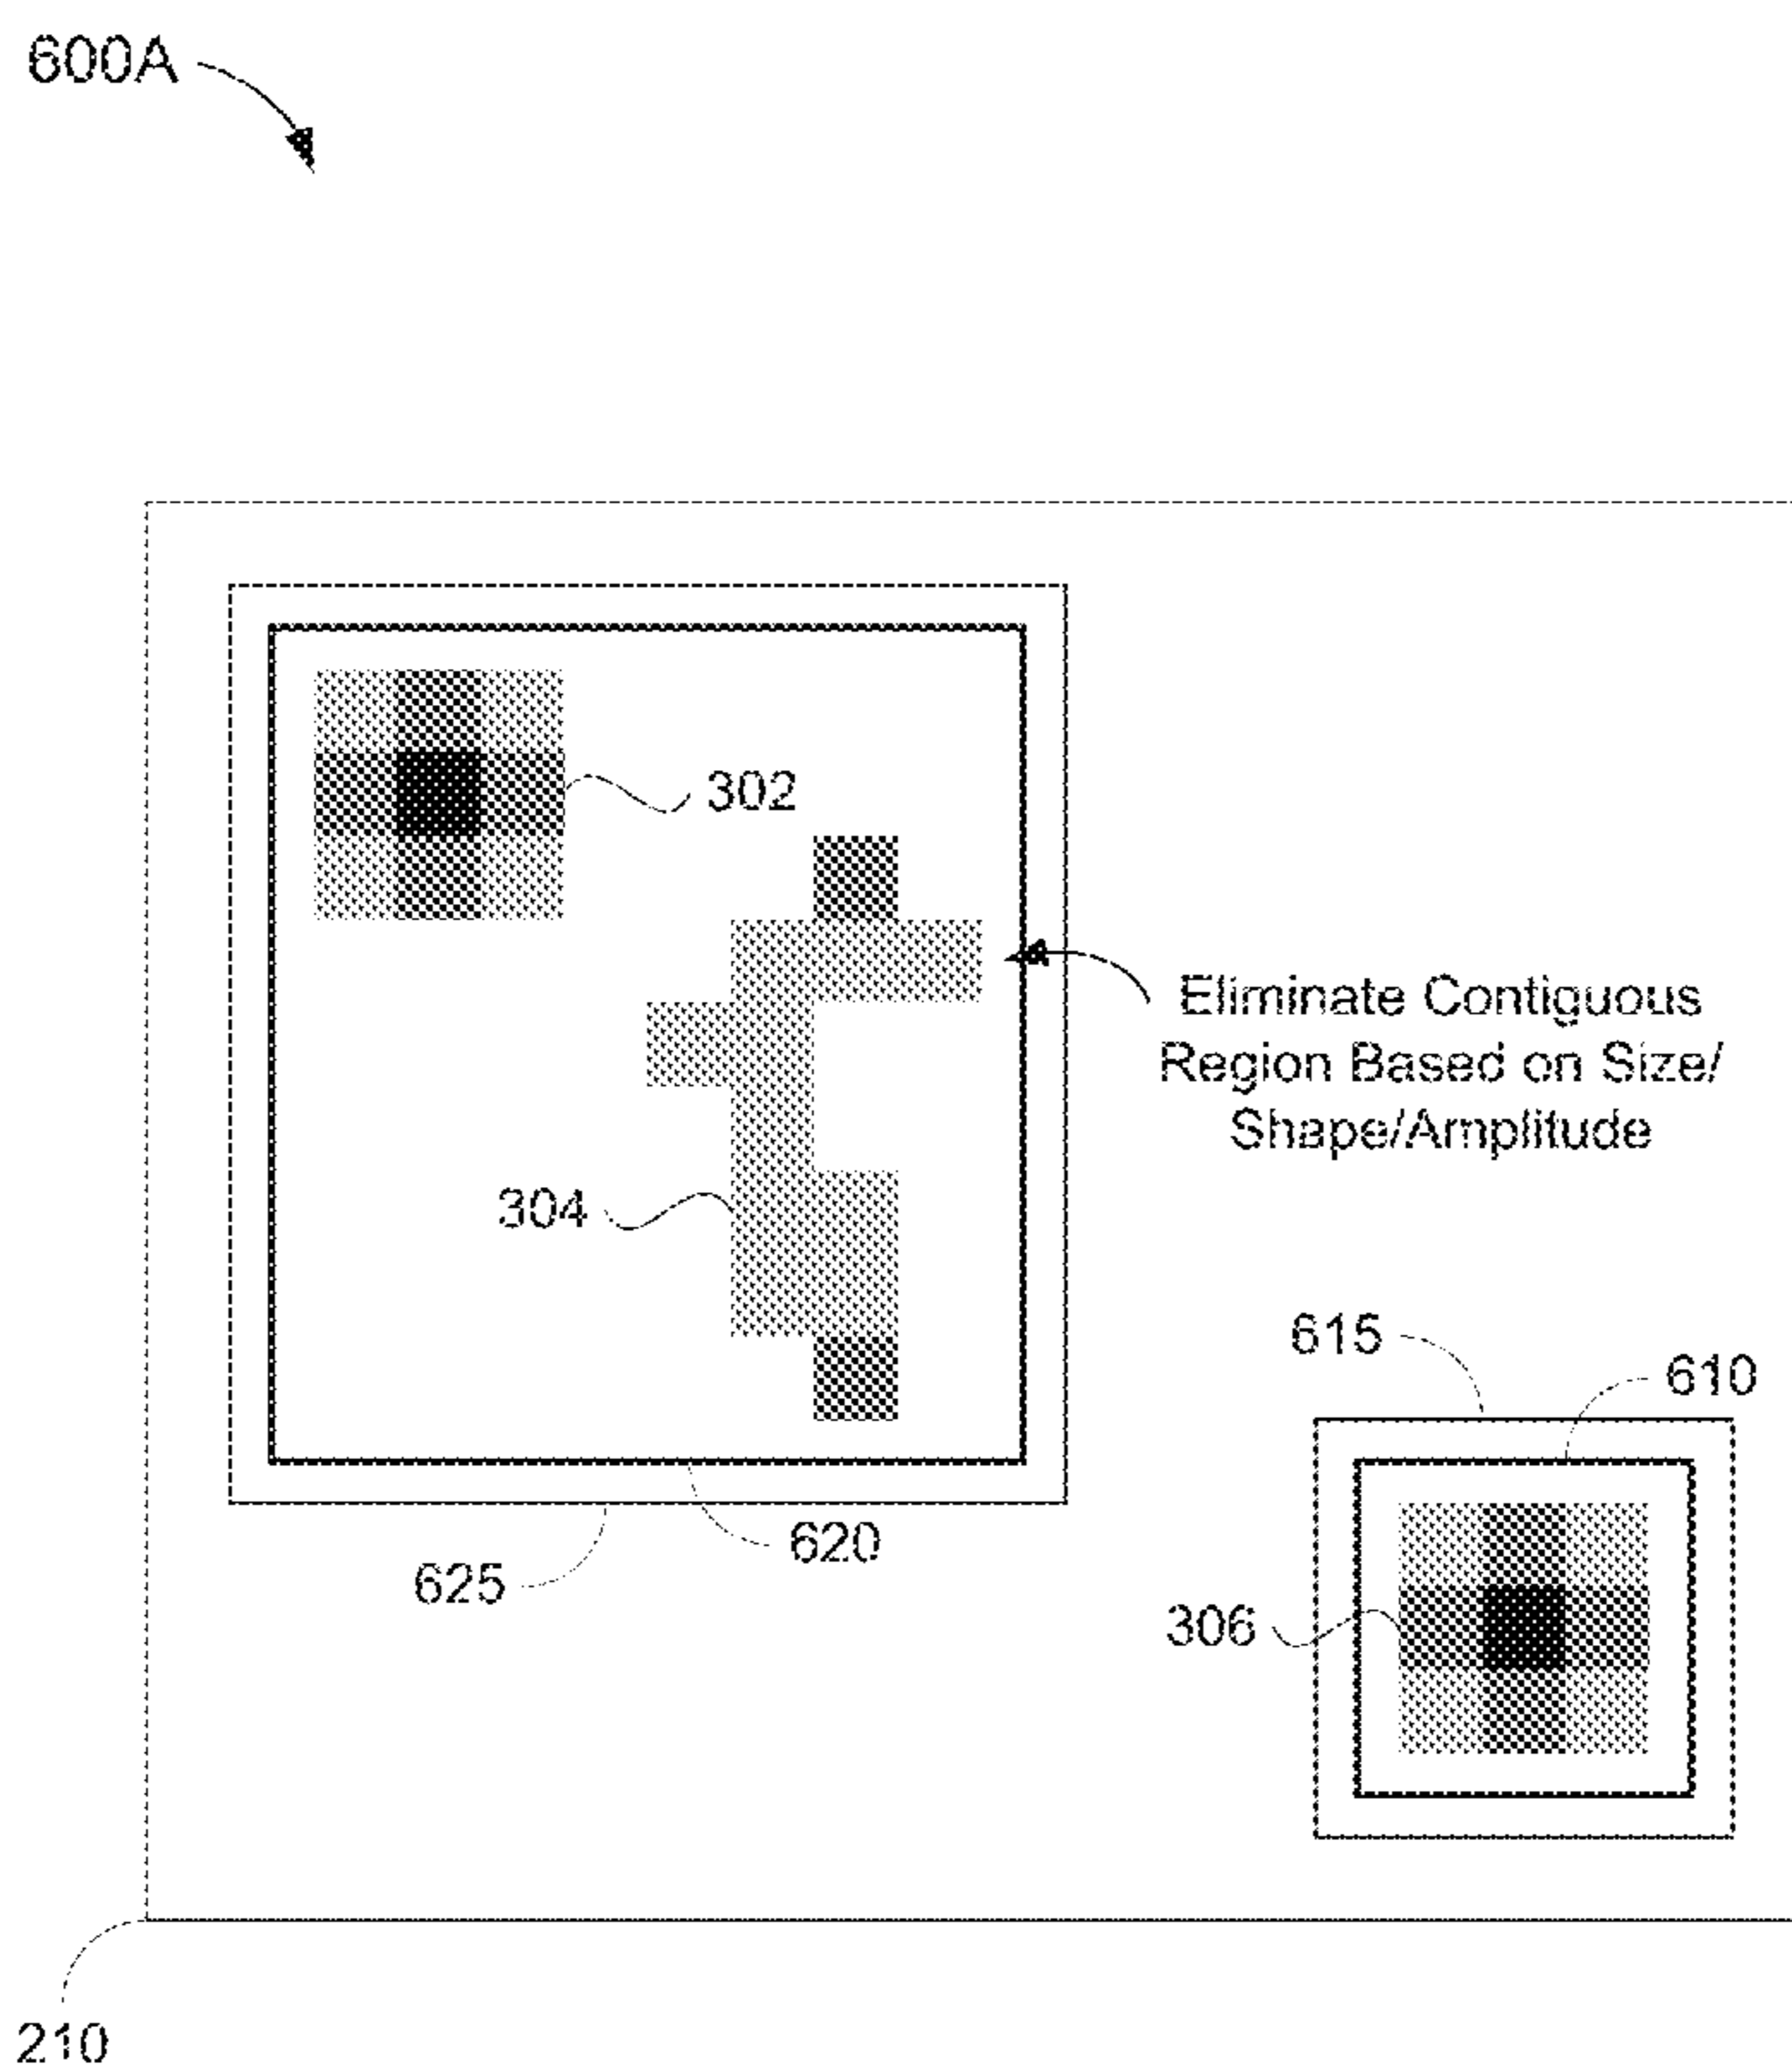 600A
302
Eliminate Contiguous
Region Based on Size/
Shape/Amplitude
304
615
610
620
625
306
210